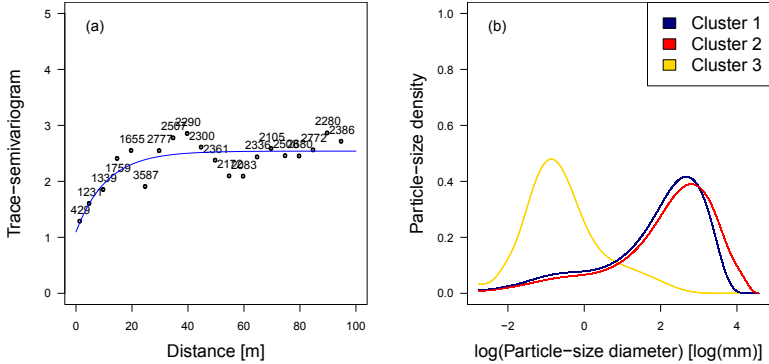 (a)
Trace−semivariogram
5
4
3
2
1
0
429
1231
1339
1759
1655
3587
2777
2290
2300
2361
2172
2083
2336
2105
2772
2280
2386
0 20 40 60 80 100
Distance [m]
(b)
Cluster 1
Cluster 2
Cluster 3
Particle−size density
1.0
0.8
0.6
0.4
0.2
0.0
−2 0 2 4
log(Particle−size diameter) [log(mm)]